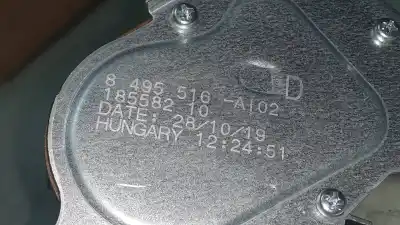 D
8 495 516 -A102
185582 10
DATE: 28/10/19
HUNGARY 12:24:51